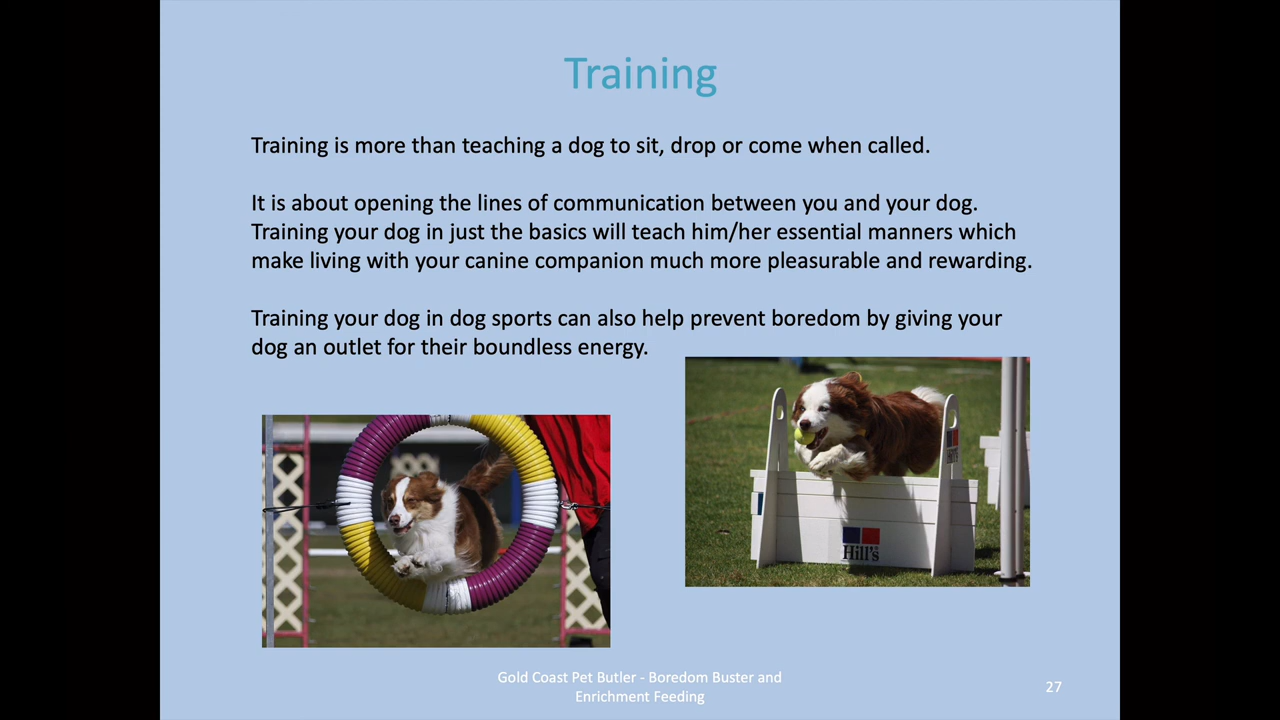 Training
Training is more than teaching a dog to sit, drop or come when called.
It is about opening the lines of communication between you and your dog.
Training your dog in just the basics will teach him/her essential manners which
make living with your canine companion much more pleasurable and rewarding.
Training your dog in dog sports can also help prevent boredom by giving your
dog an outlet for their boundless energy.
Hill's
Hill's
Gold Coast Pet Butler - Boredom Buster and
Enrichment Feeding
27